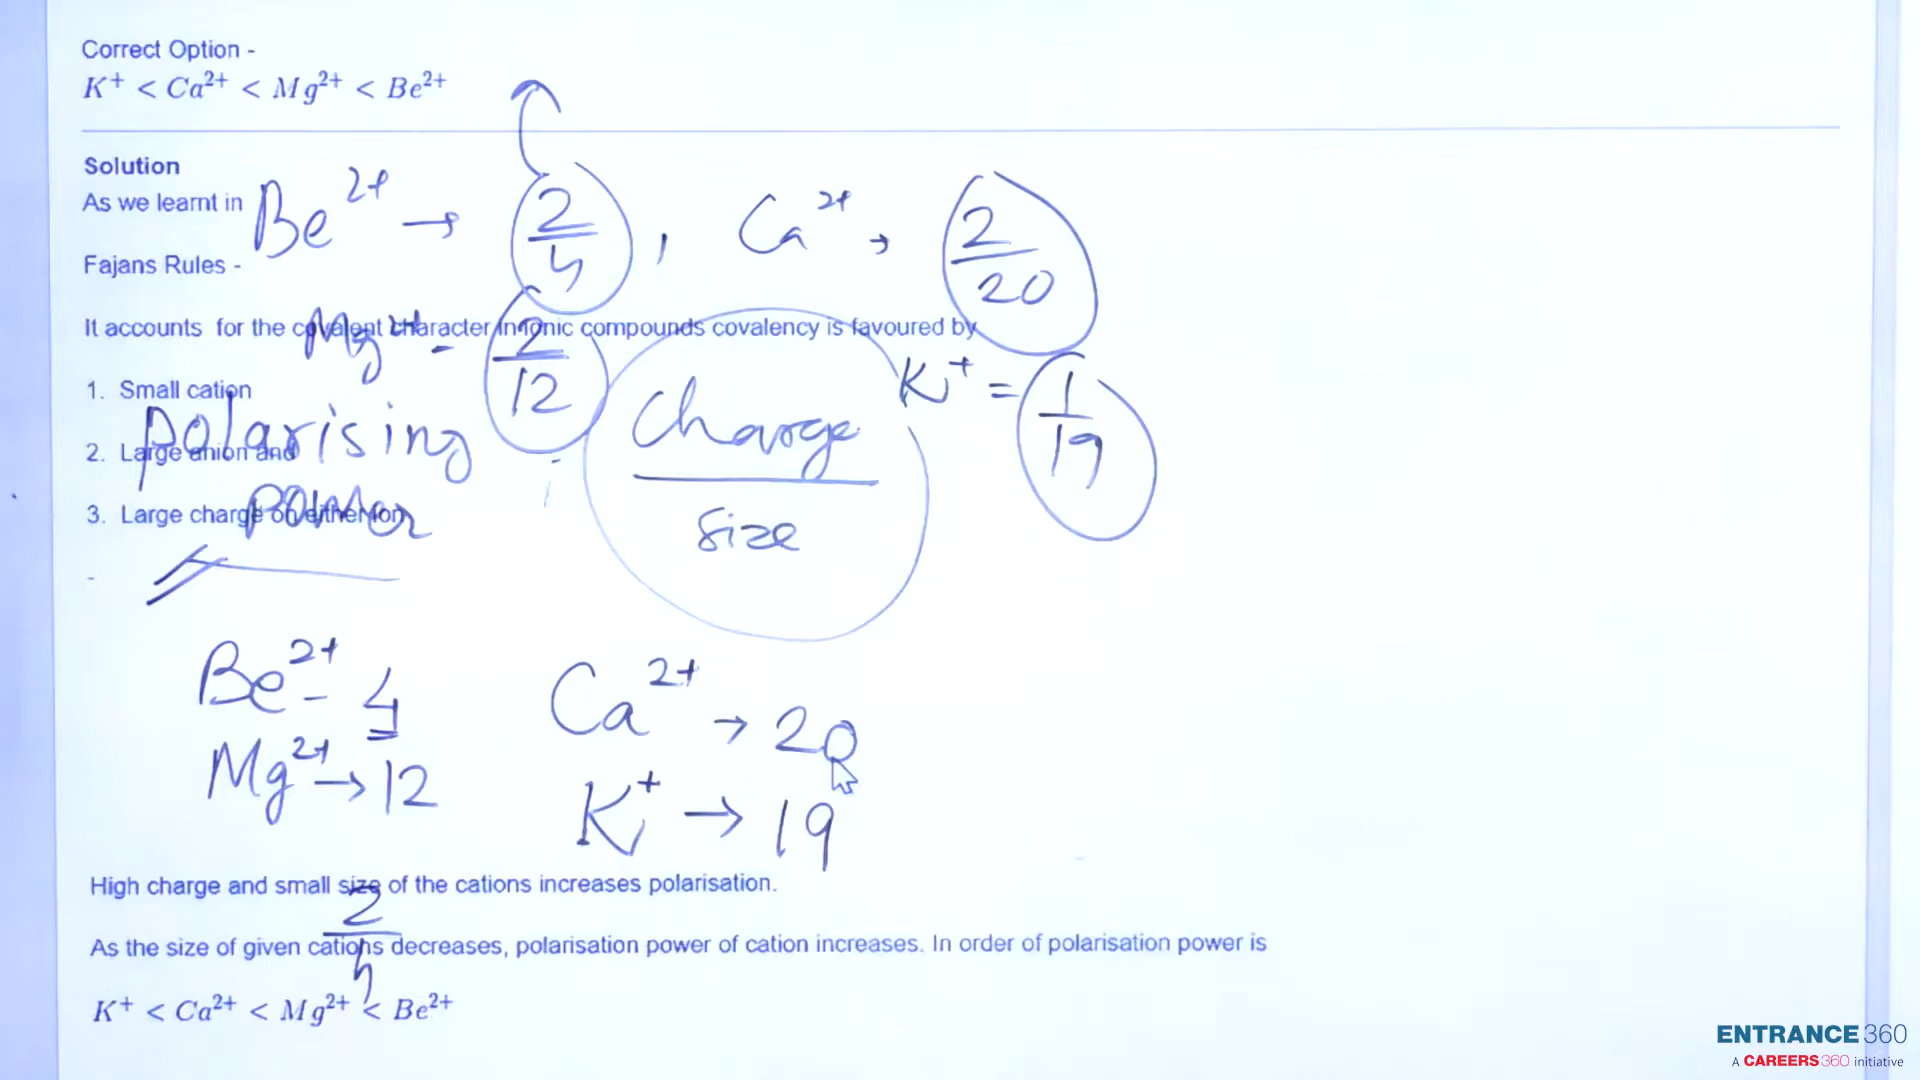 Correct Option -
K⁺ < Ca²⁺ < Mg²⁺ < Be²⁺
Solution
As we learnt in
Be²⁺ → 2/4 , Ca²⁺ → 2/20
Fajans Rules -
It accounts for the covalent character in ionic compounds covalency is favoured by
Mg²⁺ - 2/12
K⁺ = 1/19
1. Small cation
Polarising
Charge
2. Large anion and
size
3. Large charge on either ion
power
-
Be²⁺ - 4
Ca²⁺ → 20
Mg²⁺ → 12
K⁺ → 19
High charge and small size of the cations increases polarisation.
2/4
As the size of given cations decreases, polarisation power of cation increases. In order of polarisation power is
K⁺ < Ca²⁺ < Mg²⁺ < Be²⁺
ENTRANCE360
A CAREERS360 initiative